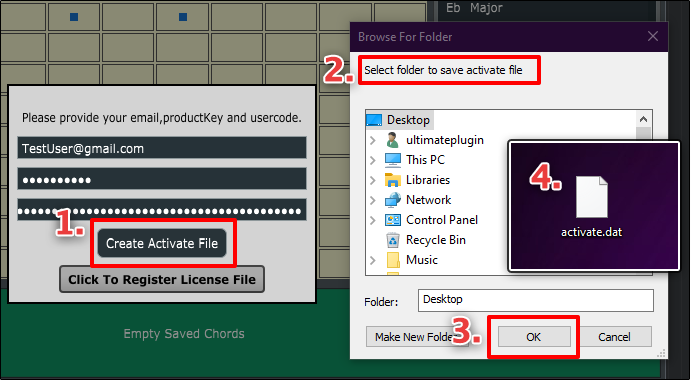 Eb Major
Browse For Folder
2.
Select folder to save activate file
Please provide your email,productKey and usercode.
TestUser@gmail.com
••••••••••
1.
Create Activate File
Click To Register License File
Empty Saved Chords
Desktop
ultimateplugin
This PC
Libraries
Network
Control Panel
Recycle Bin
Music
4.
activate.dat
Folder:
Desktop
3.
Make New Folder
OK
Cancel